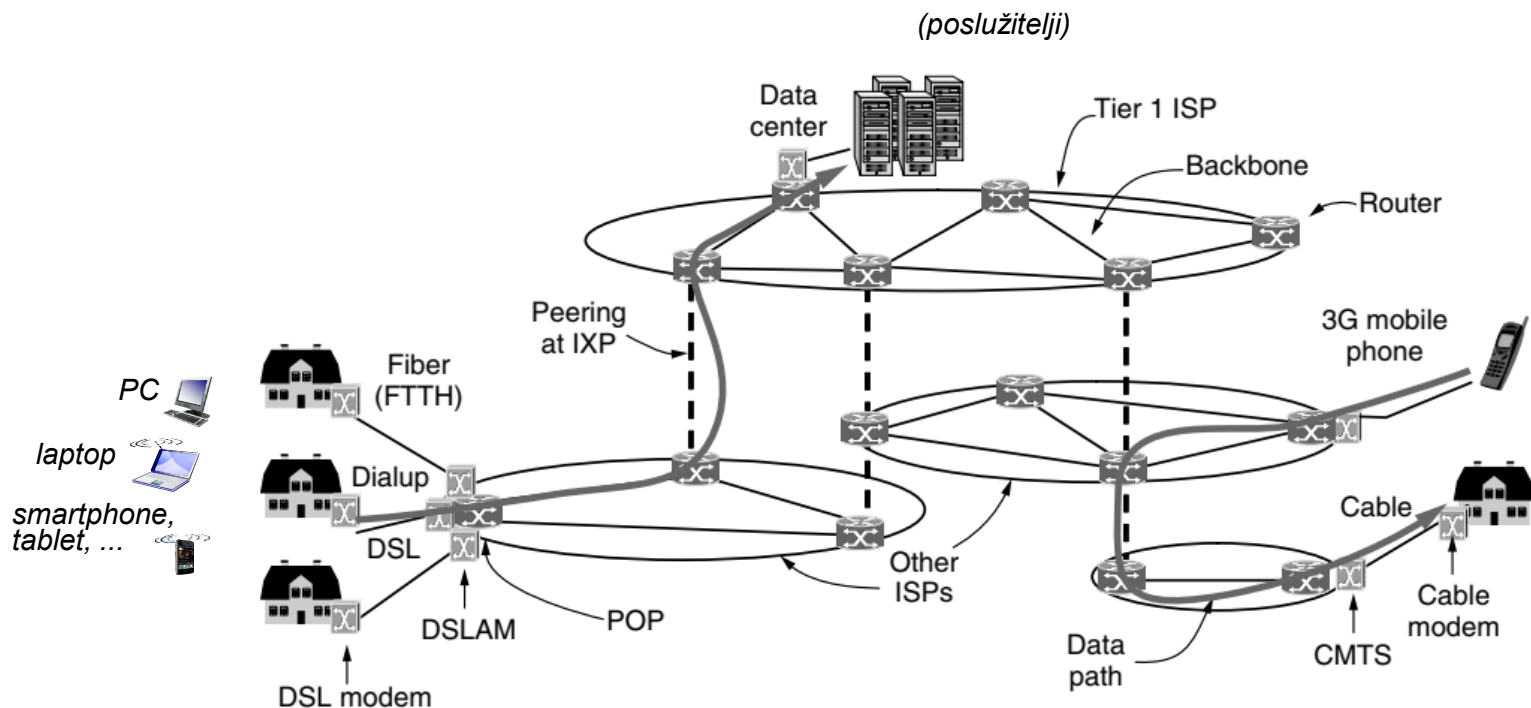 (poslužitelji)
Data
center
Tier 1 ISP
Backbone
Router
Peering
at IXP
3G mobile
phone
Fiber
(FTTH)
PC
laptop
Dialup
smartphone,
tablet, ...
DSL
Cable
Other
ISPs
POP
DSLAM
DSL modem
Data
path
CMTS
Cable
modem